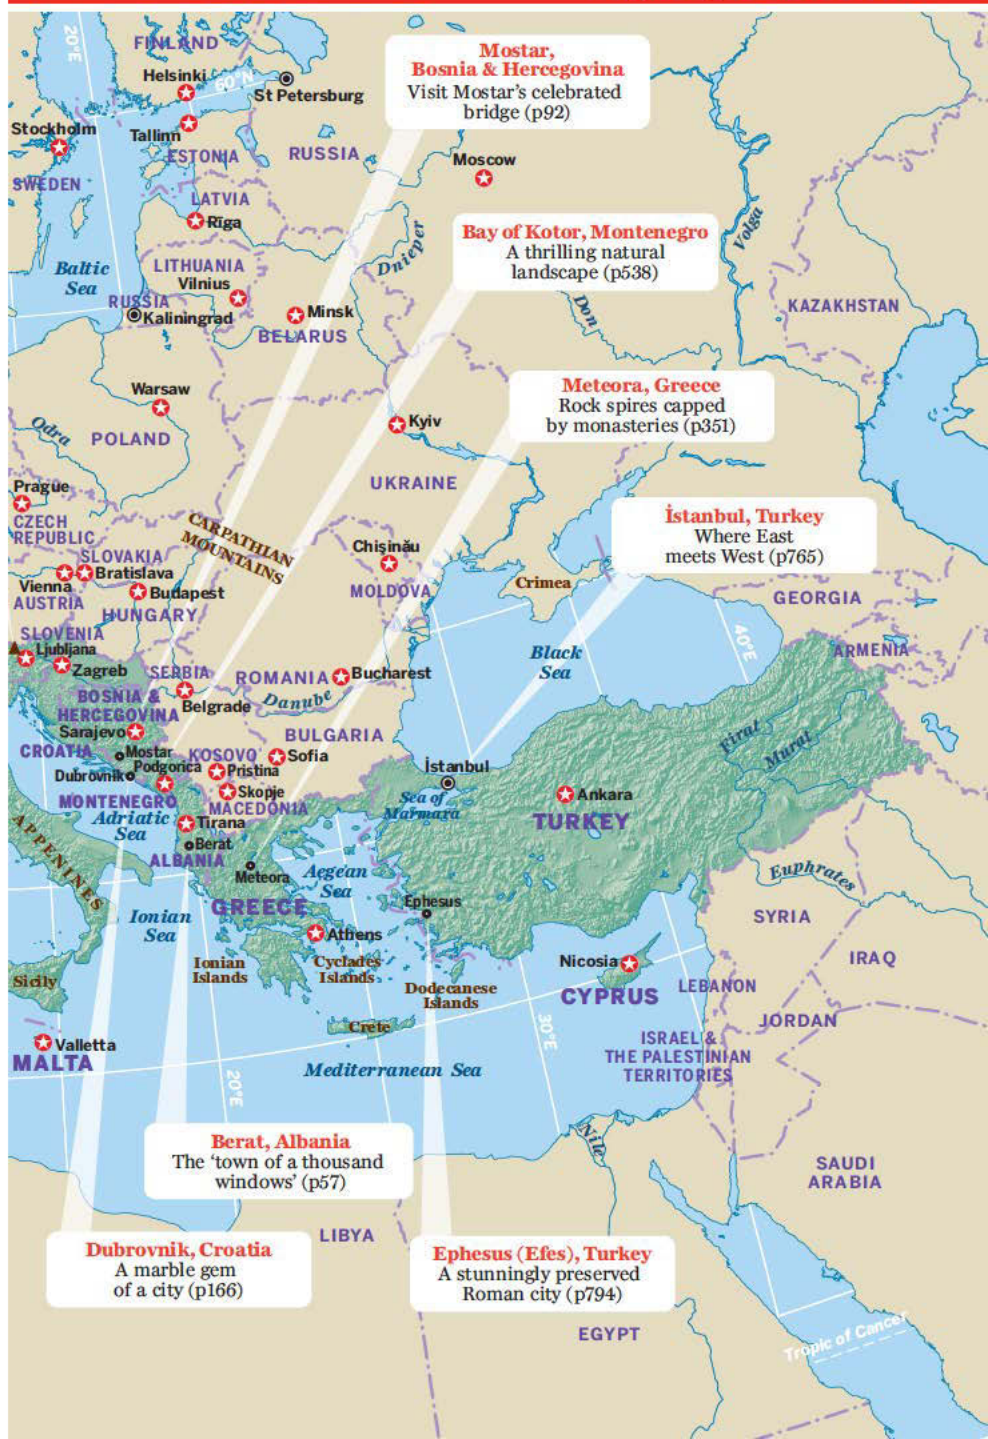 20°E
FINLAND
Helsinki
60°N
St Petersburg
Mostar,
Bosnia & Hercegovina
Visit Mostar's celebrated
bridge (p92)
Stockholm
Tallinn
ESTONIA
RUSSIA
Moscow
SWEDEN
LATVIA
Rīga
Dnieper
Volga
Bay of Kotor, Montenegro
A thrilling natural
landscape (p538)
Baltic
Sea
LITHUANIA
Vilnius
RUSSIA
Kaliningrad
Minsk
BELARUS
Don
KAZAKHSTAN
Warsaw
Meteora, Greece
Rock spires capped
by monasteries (p351)
Odra
POLAND
Kyiv
UKRAINE
Prague
CZECH
REPUBLIC
CARPATHIAN
MOUNTAINS
İstanbul, Turkey
Where East
meets West (p765)
SLOVAKIA
Chişinău
Vienna
Bratislava
Budapest
MOLDOVA
Crimea
AUSTRIA
HUNGARY
GEORGIA
SLOVENIA
Ljubljana
Zagreb
SERBIA
ROMANIA
Bucharest
Black
Sea
40°E
ARMENIA
BOSNIA &
HERCEGOVINA
Belgrade
Danube
Sarajevo
BULGARIA
Firat
Murat
CROATIA
Mostar
KOSOVO
Sofia
Dubrovnik
Podgorica
Pristina
İstanbul
Skopje
MONTENEGRO
MACEDONIA
Sea of
Marmara
Ankara
TURKEY
Adriatic
Sea
Tirana
APPENINES
Berat
ALBANIA
Meteora
Aegean
Sea
Euphrates
GREECE
Ephesus
SYRIA
Ionian
Sea
Athens
IRAQ
Sicily
Ionian
Islands
Cyclades
Islands
Dodecanese
Islands
Nicosia
CYPRUS
LEBANON
Crete
30°E
JORDAN
Valletta
MALTA
ISRAEL &
THE PALESTINIAN
TERRITORIES
Mediterranean Sea
20°E
Nile
Berat, Albania
The 'town of a thousand
windows' (p57)
SAUDI
ARABIA
LIBYA
Dubrovnik, Croatia
A marble gem
of a city (p166)
Ephesus (Efes), Turkey
A stunningly preserved
Roman city (p794)
EGYPT
Tropic of Cancer